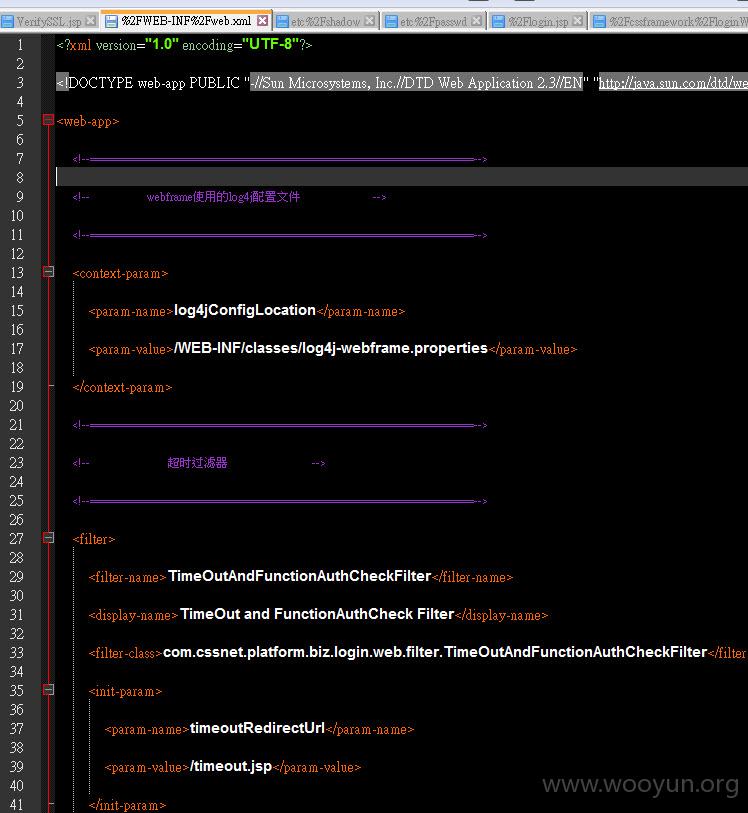 VerifySSL.jsp %2FWEB-INF%2Fweb.xml etc%2Fshadow etc%2Fpasswd %2Flogin.jsp %2Fcssframework%2FloginW
1 <?xml version="1.0" encoding="UTF-8"?>
2
3 <!DOCTYPE web-app PUBLIC "-//Sun Microsystems, Inc.//DTD Web Application 2.3//EN" "http://java.sun.com/dtd/we
4
5 <web-app>
6
7 <!--=========================================================-->
8
9 <!-- webframe使用的log4j配置文件 -->
10
11 <!--=========================================================-->
12
13 <context-param>
14
15 <param-name>log4jConfigLocation</param-name>
16
17 <param-value>/WEB-INF/classes/log4j-webframe.properties</param-value>
18
19 </context-param>
20
21 <!--=========================================================-->
22
23 <!-- 超时过滤器 -->
24
25 <!--=========================================================-->
26
27 <filter>
28
29 <filter-name>TimeOutAndFunctionAuthCheckFilter</filter-name>
30
31 <display-name>TimeOut and FunctionAuthCheck Filter</display-name>
32
33 <filter-class>com.cssnet.platform.biz.login.web.filter.TimeOutAndFunctionAuthCheckFilter</filter
34
35 <init-param>
36
37 <param-name>timeoutRedirectUrl</param-name>
38
39 <param-value>/timeout.jsp</param-value>
40
41 </init-param>
www.wooyun.org